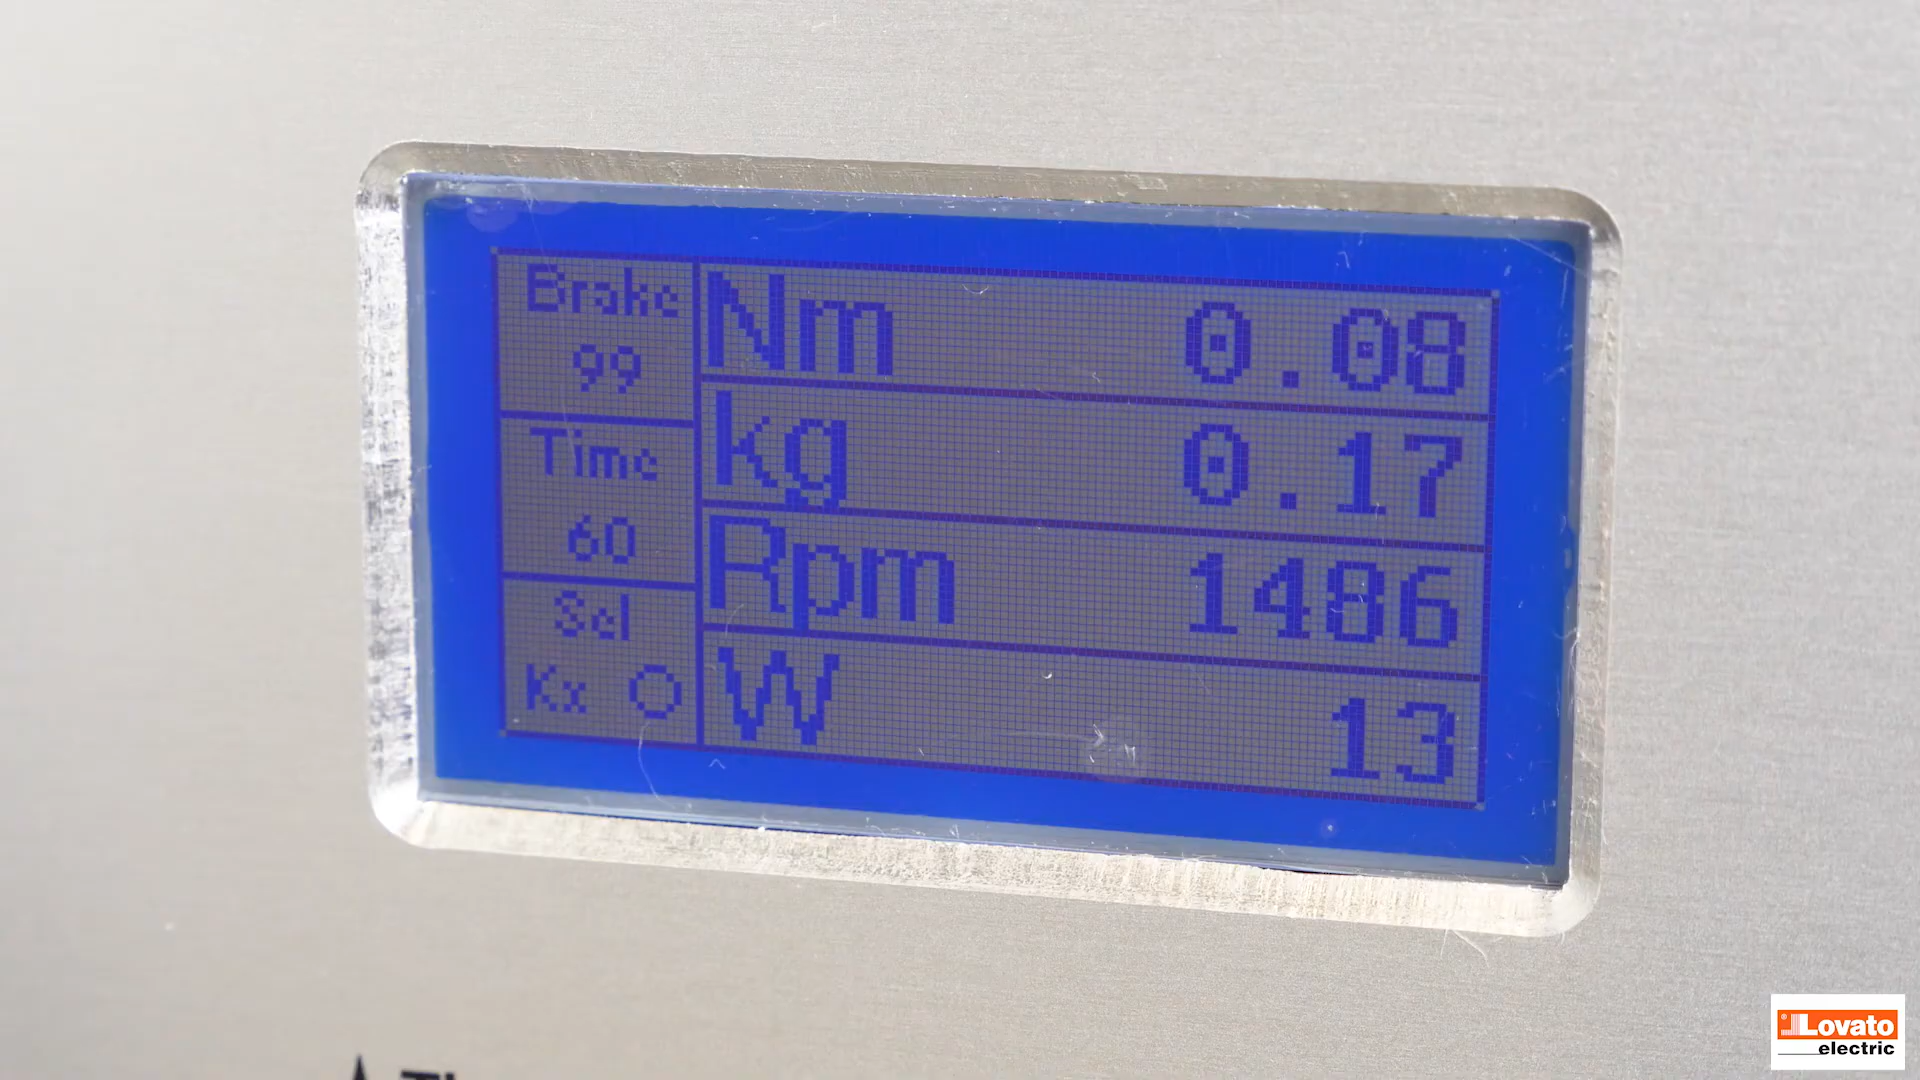 Brake
99
Time
60
Sel
Kx
Nm 0.08
kg 0.17
Rpm 1486
W 13
Lovato
electric